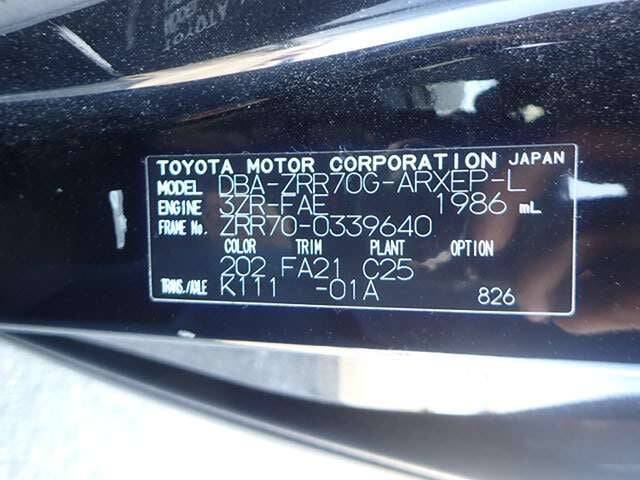 TOYOTA MOTOR CORPORATION JAPAN
MODEL DBA-ZRR70G-ARXEP-L
ENGINE 3ZR-FAE 1986 mL
FRAME No. ZRR70-0339640
COLOR TRIM PLANT OPTION
202 FA21 C25
TRANS./AXLE K111 -01A 826